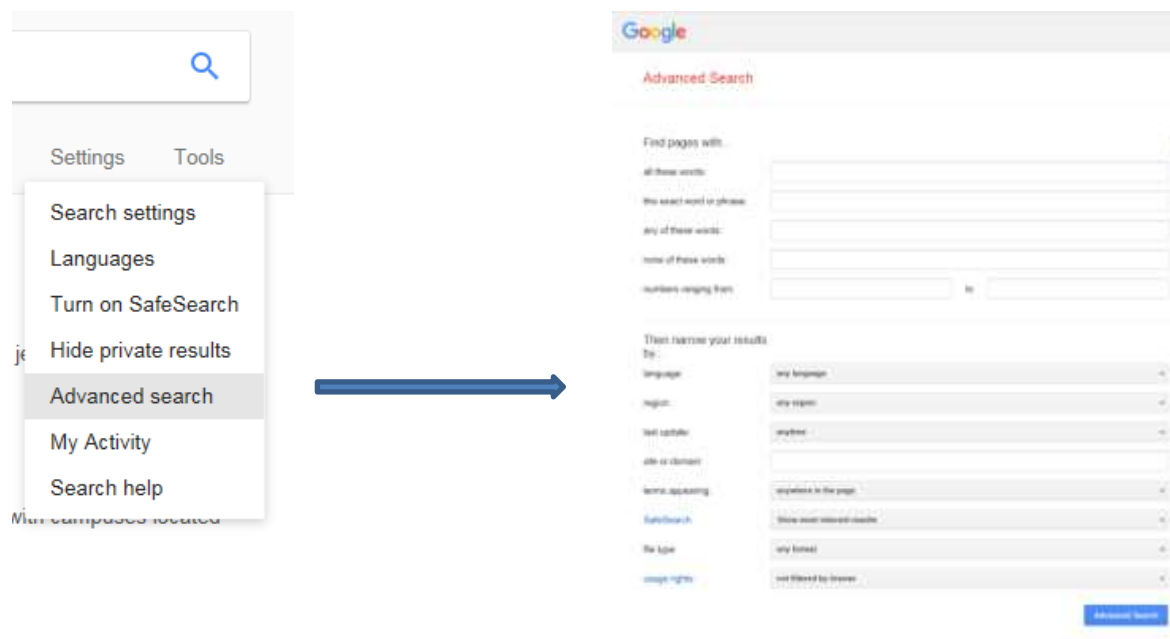 Settings Tools
Search settings
Languages
Turn on SafeSearch
Hide private results
je
Advanced search
My Activity
Search help
with campuses located
Google
Advanced Search
Find pages with...
all these words:
this exact word or phrase:
any of these words:
none of these words:
numbers ranging from: to
Then narrow your results
by...
language: any language
region: any region
last update: anytime
site or domain:
terms appearing: anywhere in the page
SafeSearch: Show most relevant results
file type: any format
usage rights: not filtered by license
Advanced Search